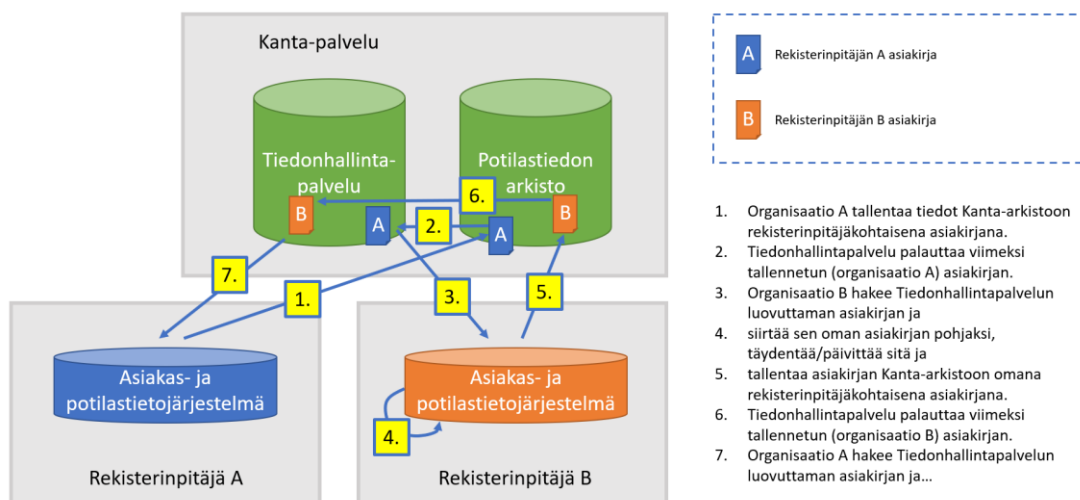 Kanta-palvelu
Tiedonhallinta-
palvelu
Potilastiedon
arkisto
B
A
A
B
6.
2.
7.
1.
3.
5.
Asiakas- ja
potilastietojärjestelmä
Asiakas- ja
potilastietojärjestelmä
4.
Rekisterinpitäjä A
Rekisterinpitäjä B
A
Rekisterinpitäjän A asiakirja
B
Rekisterinpitäjän B asiakirja
1. Organisaatio A tallentaa tiedot Kanta-arkistoon
rekisterinpitäjäkohtaisena asiakirjana.
2. Tiedonhallintapalvelu palauttaa viimeksi
tallennetun (organisaatio A) asiakirjan.
3. Organisaatio B hakee Tiedonhallintapalvelun
luovuttaman asiakirjan ja
4. siirtää sen oman asiakirjan pohjaksi,
täydentää/päivittää sitä ja
5. tallentaa asiakirjan Kanta-arkistoon omana
rekisterinpitäjäkohtaisena asiakirjana.
6. Tiedonhallintapalvelu palauttaa viimeksi
tallennetun (organisaatio B) asiakirjan.
7. Organisaatio A hakee Tiedonhallintapalvelun
luovuttaman asiakirjan ja…